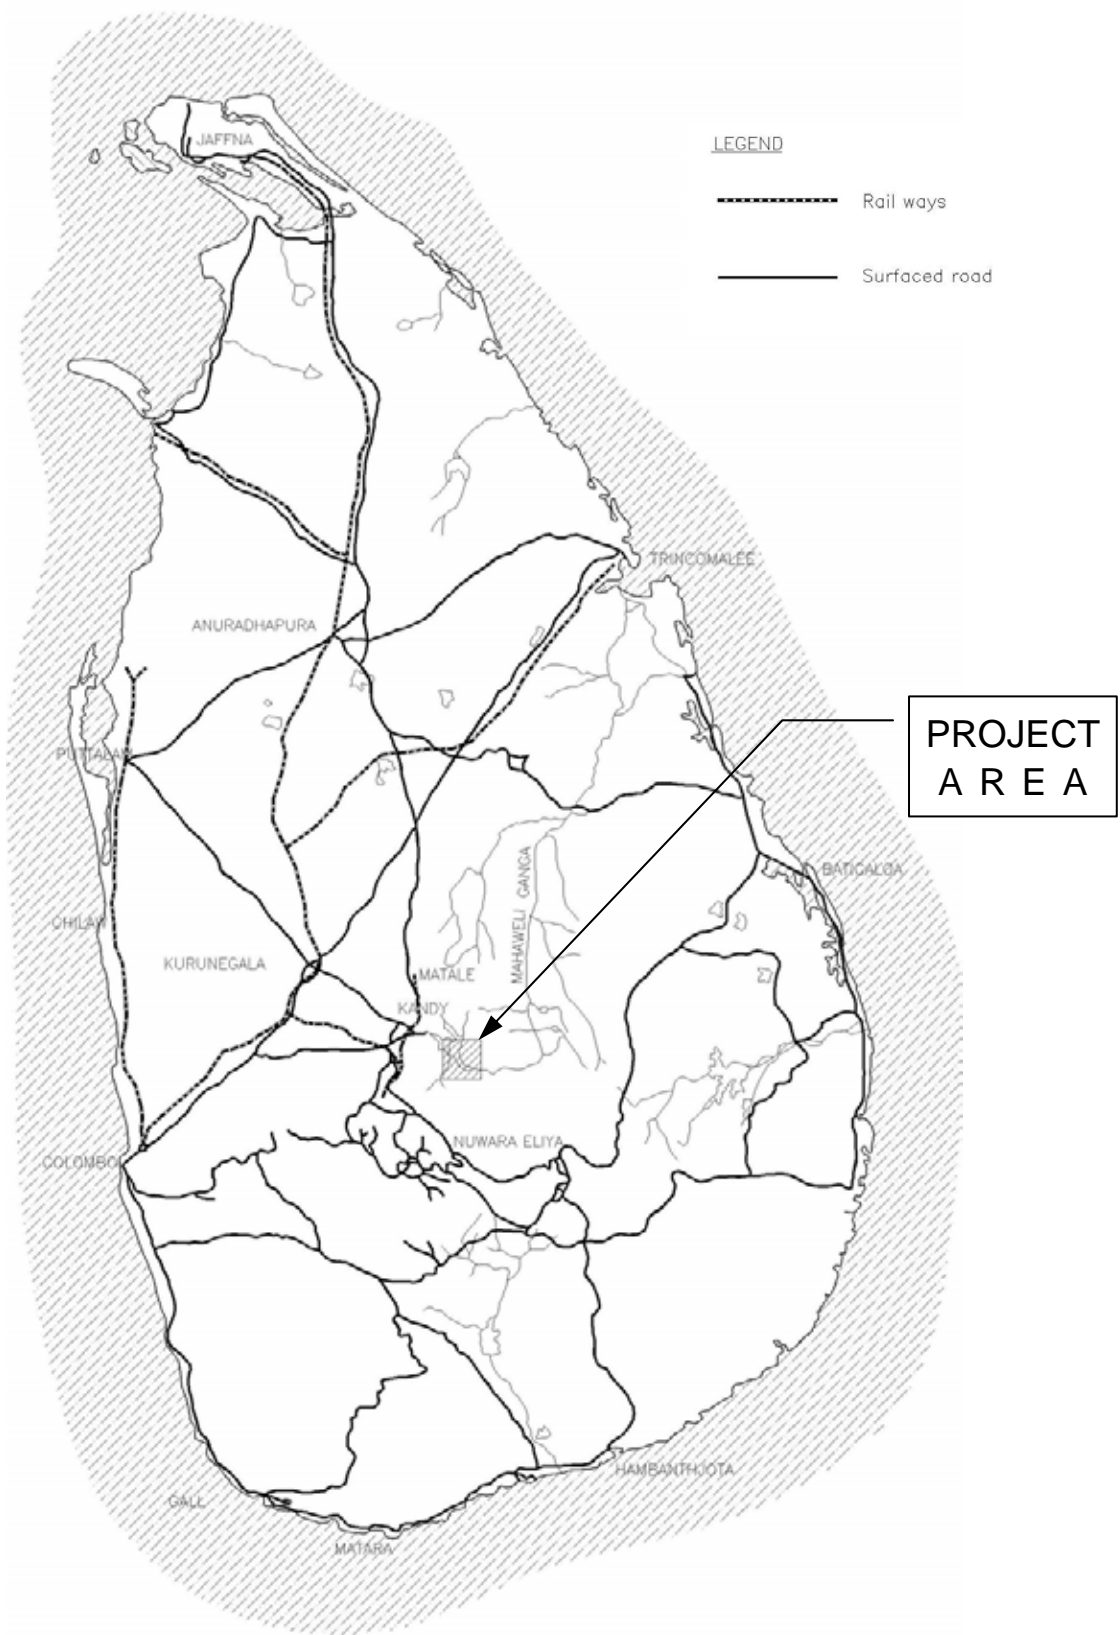 JAFFNA
LEGEND
Rail ways
Surfaced road
TRINCOMALEE
ANURADHAPURA
PROJECT
A R E A
PUTTALAM
BATICALOA
MAHAWELI GANGA
CHILAW
KURUNEGALA
MATALE
KANDY
NUWARA ELIYA
COLOMBO
HAMBANTHJOTA
GALL
MATARA